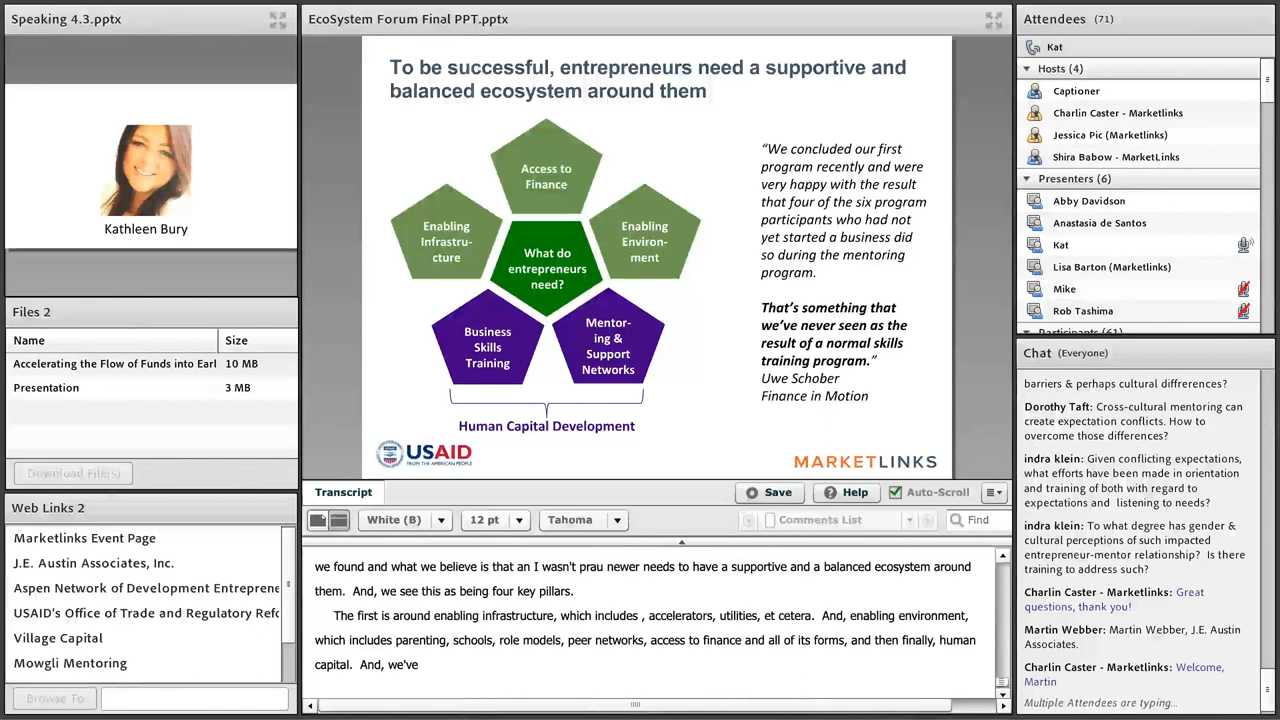 Speaking 4.3.pptx
Kathleen Bury
Files 2
Name Size
Accelerating the Flow of Funds into Earl 10 MB
Presentation 3 MB
Download File(s)
Web Links 2
Marketlinks Event Page
J.E. Austin Associates, Inc.
Aspen Network of Development Entreprene
USAID's Office of Trade and Regulatory Refo
Village Capital
Mowgli Mentoring
Browse To
EcoSystem Forum Final PPT.pptx
To be successful, entrepreneurs need a supportive and
balanced ecosystem around them
Access to
Finance
Enabling
Infrastru-
cture
Enabling
Environ-
ment
What do
entrepreneurs
need?
Business
Skills
Training
Mentor-
ing &
Support
Networks
Human Capital Development
“We concluded our first
program recently and were
very happy with the result
that four of the six program
participants who had not
yet started a business did
so during the mentoring
program.
That’s something that
we’ve never seen as the
result of a normal skills
training program.”
Uwe Schober
Finance in Motion
USAID
FROM THE AMERICAN PEOPLE
MARKETLINKS
Transcript Save Help Auto-Scroll
White (B) 12 pt Tahoma Comments List Find
we found and what we believe is that an I wasn't prau newer needs to have a supportive and a balanced ecosystem around
them. And, we see this as being four key pillars.
The first is around enabling infrastructure, which includes , accelerators, utilities, et cetera. And, enabling environment,
which includes parenting, schools, role models, peer networks, access to finance and all of its forms, and then finally, human
capital. And, we've
Attendees (71)
Kat
Hosts (4)
Captioner
Charlin Caster - Marketlinks
Jessica Pic (Marketlinks)
Shira Babow - MarketLinks
Presenters (6)
Abby Davidson
Anastasia de Santos
Kat
Lisa Barton (Marketlinks)
Mike
Rob Tashima
Participants (61)
Chat (Everyone)
barriers & perhaps cultural differrences?
Dorothy Taft: Cross-cultural mentoring can
create expectation conflicts. How to
overcome those differences?
indra klein: Given conflicting expectations,
what efforts have been made in orientation
and training of both with regard to
expectations and listening to needs?
indra klein: To what degree has gender &
cultural perceptions of such impacted
entrepreneur-mentor relationship? Is there
training to address such?
Charlin Caster - Marketlinks: Great
questions, thank you!
Martin Webber: Martin Webber, J.E. Austin
Associates.
Charlin Caster - Marketlinks: Welcome,
Martin
Multiple Attendees are typing...